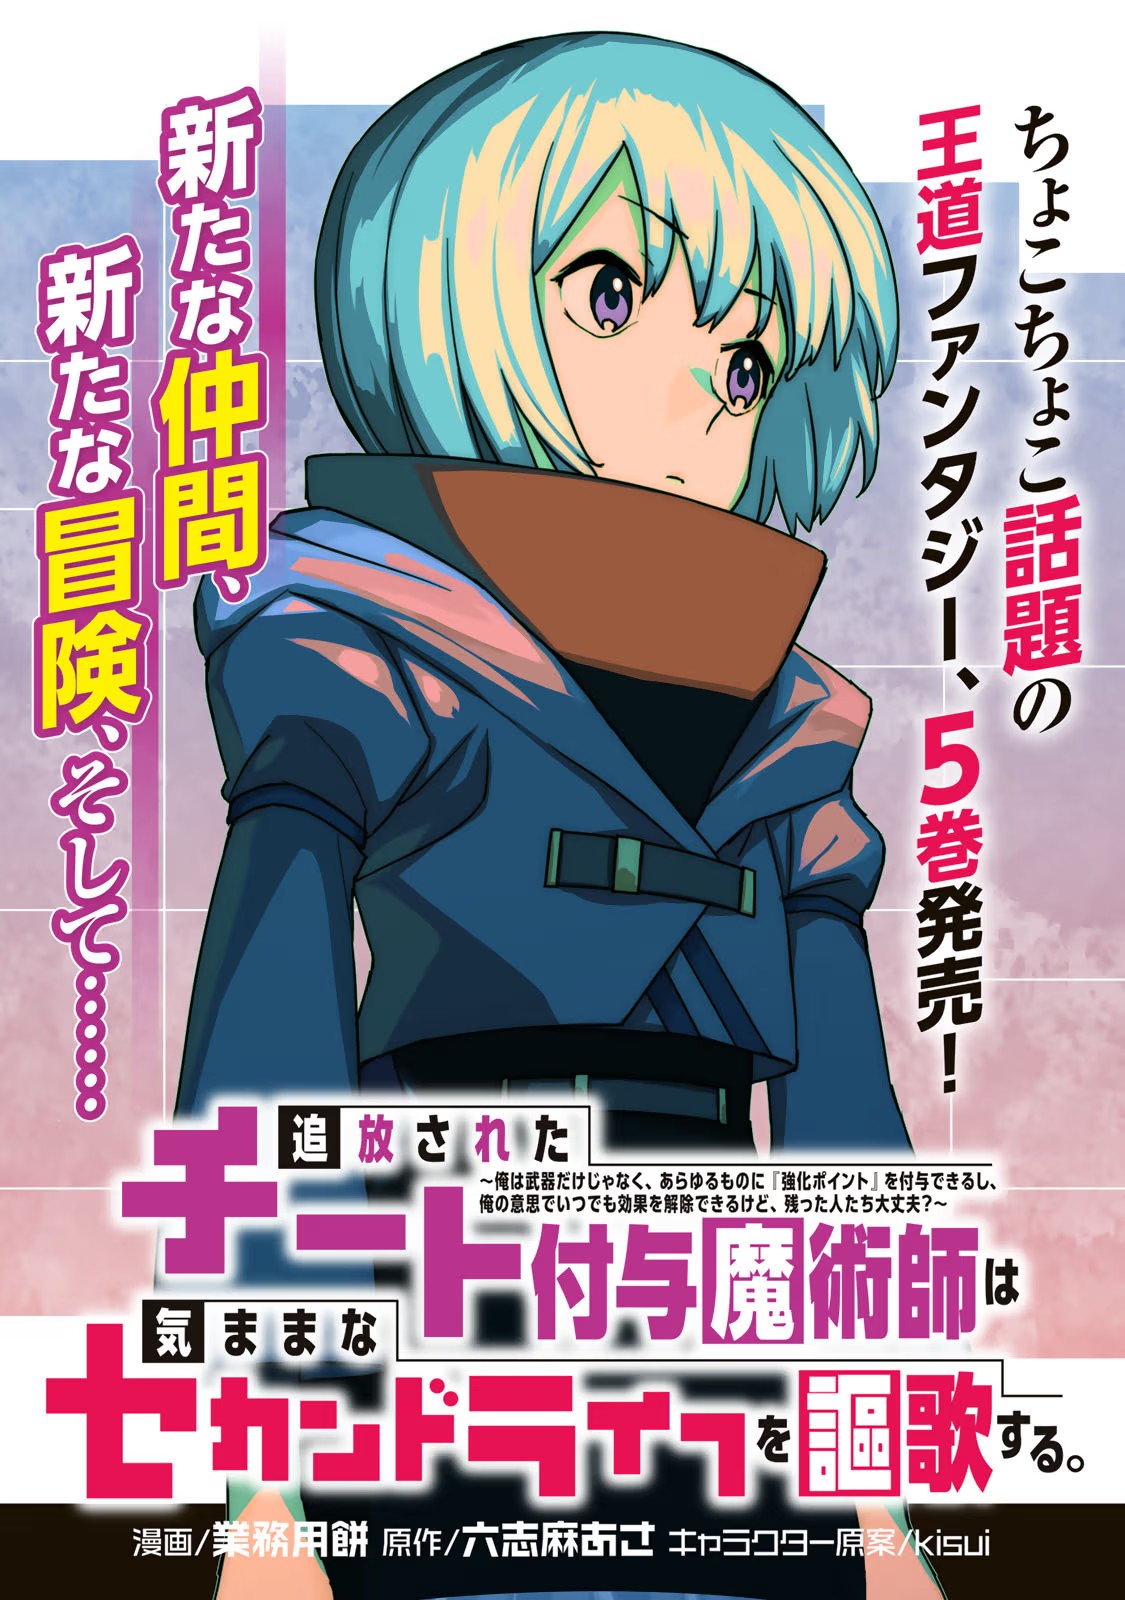 ちょこちょこ話題の
王道ファンタジー、5巻発売!
新たな仲間、
新たな冒険、そして……
追放された
チート付与魔術師は
～俺は武器だけじゃなく、あらゆるものに『強化ポイント』を付与できるし、
俺の意思でいつでも効果を解除できるけど、残った人たち大丈夫?～
気ままな
セカンドライフを謳歌する。
漫画/業務用餅 原作/六志麻あさ キャラクター原案/kisui